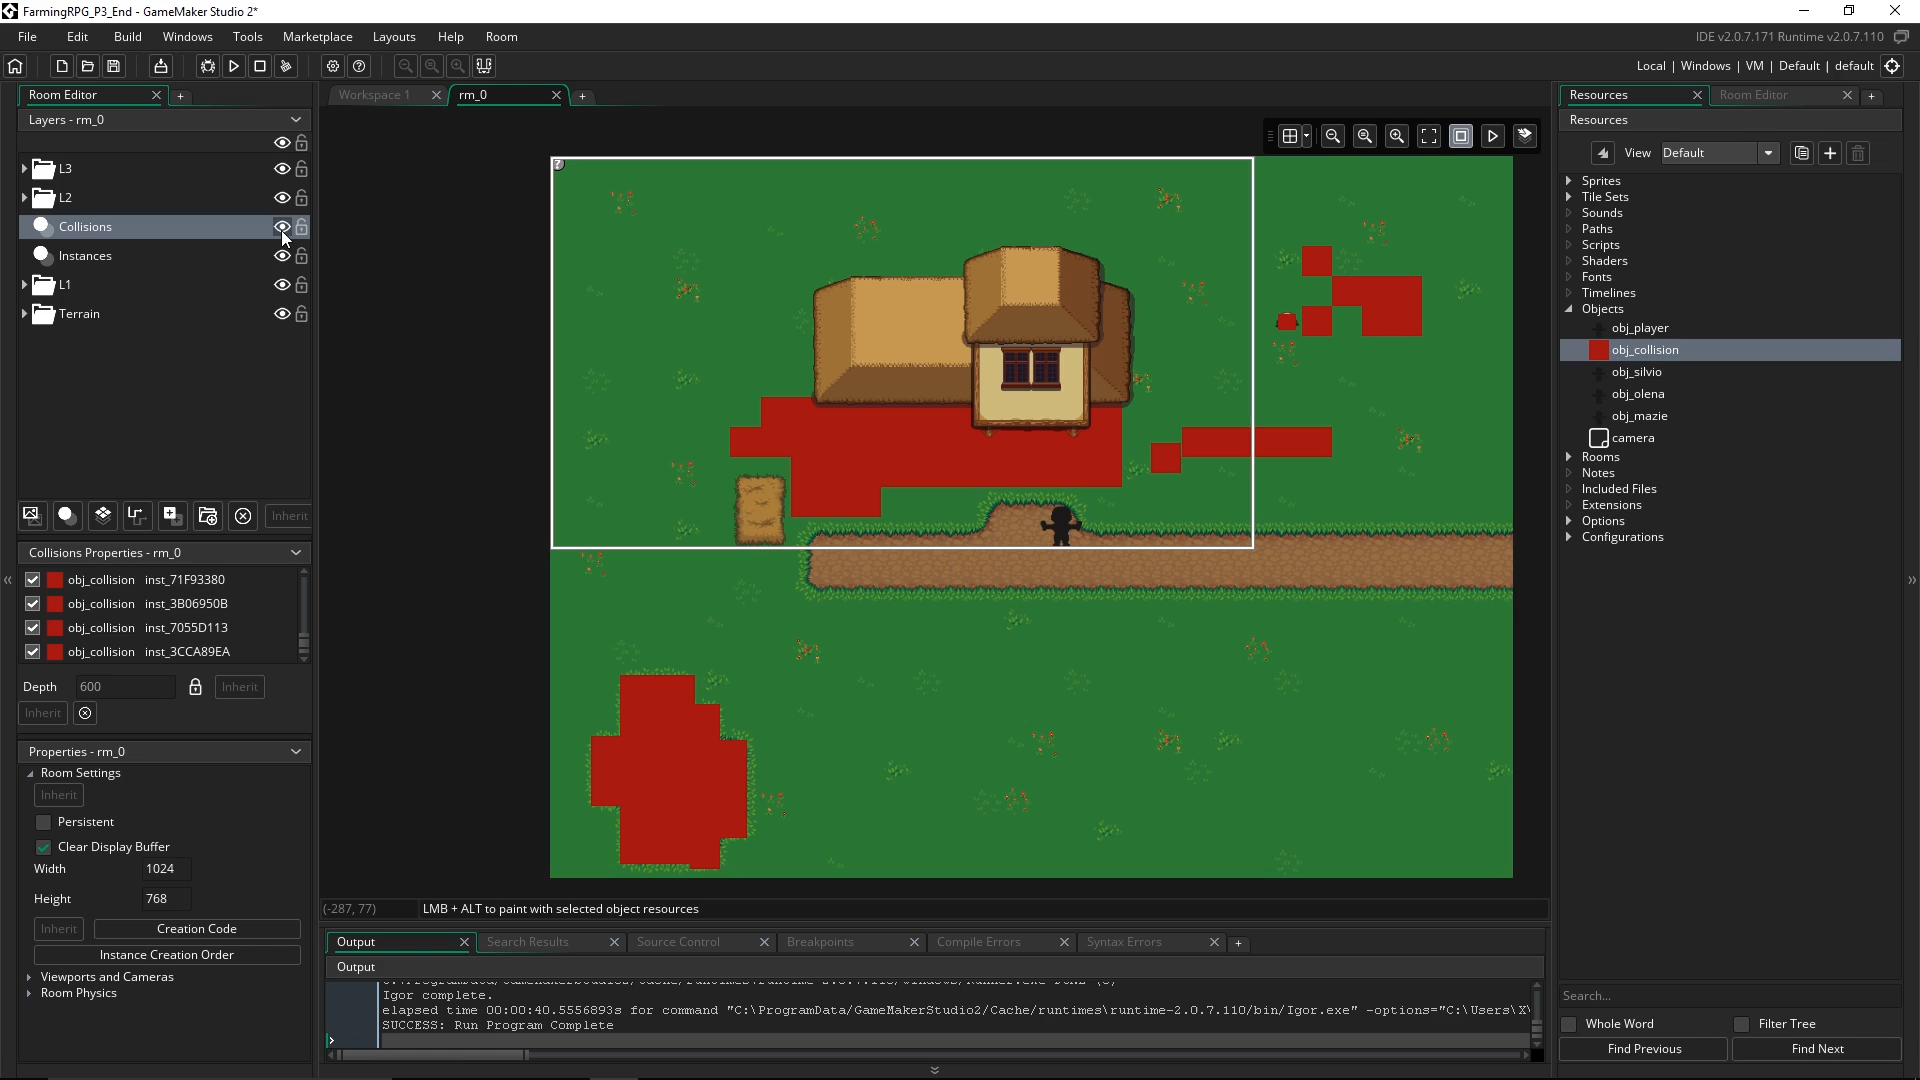 FarmingRPG_P3_End - GameMaker Studio 2*
File Edit Build Windows Tools Marketplace Layouts Help Room
IDE v2.0.7.171 Runtime v2.0.7.110
Local | Windows | VM | Default | default
Room Editor
Workspace 1
rm_0
Resources
Room Editor
Layers - rm_0
Resources
View Default
L3
L2
Collisions
Instances
L1
Terrain
Sprites
Tile Sets
Sounds
Paths
Scripts
Shaders
Fonts
Timelines
Objects
obj_player
obj_collision
obj_silvio
obj_olena
obj_mazie
camera
Rooms
Notes
Included Files
Extensions
Options
Configurations
Inherit
Collisions Properties - rm_0
obj_collision inst_71F93380
obj_collision inst_3B06950B
obj_collision inst_7055D113
obj_collision inst_3CCA89EA
Depth 600 Inherit
Inherit
Properties - rm_0
Room Settings
Inherit
Persistent
Clear Display Buffer
Width 1024
Height 768
Inherit Creation Code
Instance Creation Order
Viewports and Cameras
Room Physics
(-287, 77) LMB + ALT to paint with selected object resources
Output Search Results Source Control Breakpoints Compile Errors Syntax Errors
Output
Igor complete.
elapsed time 00:00:40.5556893s for command "C:\ProgramData/GameMakerStudio2/Cache/runtimes\runtime-2.0.7.110/bin/Igor.exe" -options="C:\Users\X\
SUCCESS: Run Program Complete
Search...
Whole Word Filter Tree
Find Previous Find Next